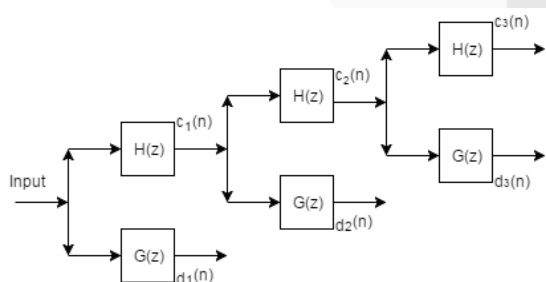 c3(n)
H(z)
c2(n)
H(z)
c1(n)
H(z)
G(z)
d3(n)
Input
G(z)
d2(n)
G(z)
d1(n)